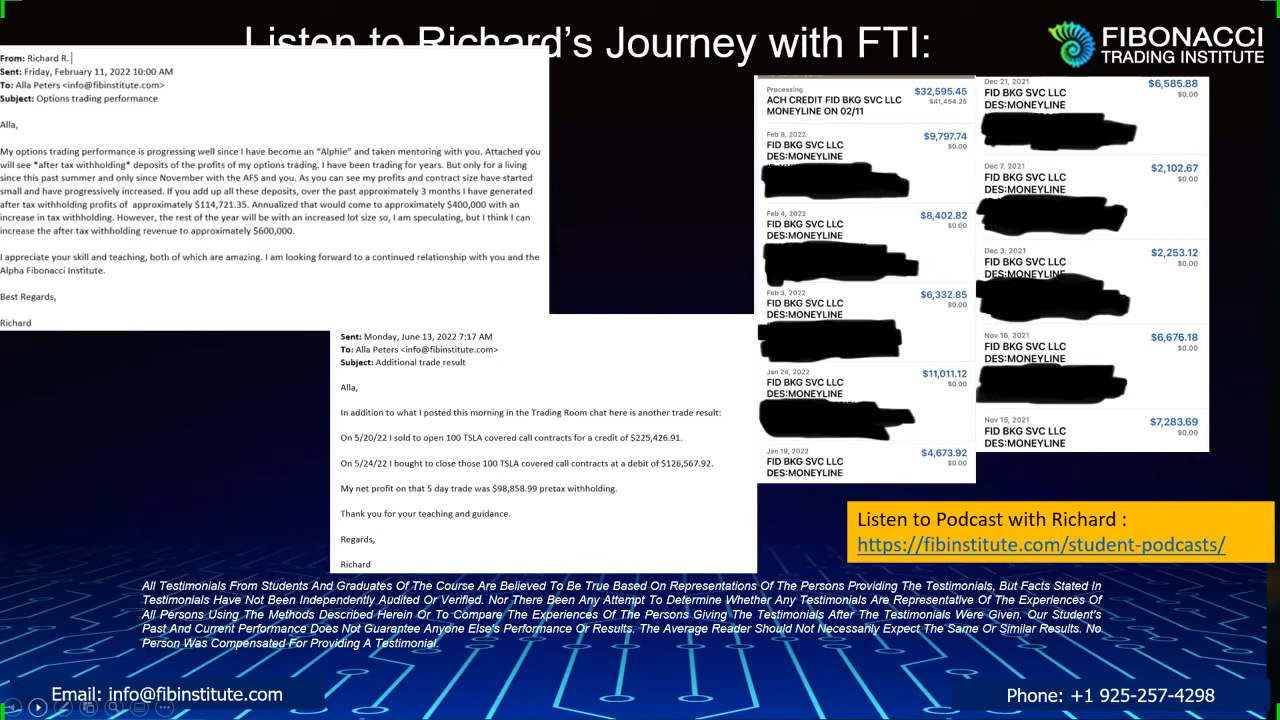 Listen to Richard's Journey with FTI:
FIBONACCI
TRADING INSTITUTE
From: Richard R.
Sent: Friday, February 11, 2022 10:00 AM
To: Alla Peters <info@fibinstitute.com>
Subject: Options trading performance
Alla,
My options trading performance is progressing well since I have become an “Alphie” and taken mentoring with you. Attached you
will see *after tax withholding* deposits of the profits of my options trading. I have been trading for years. But only for a living
since this past summer and only since November with the AFS and you. As you can see my profits and contract size have started
small and have progressively increased. If you add up all these deposits, over the past approximately 3 months I have generated
after tax withholding profits of approximately $114,721.35. Annualized that would come to approximately $400,000 with an
increase in tax withholding. However, the rest of the year will be with an increased lot size so, I am speculating, but I think I can
increase the after tax withholding revenue to approximately $600,000.
I appreciate your skill and teaching, both of which are amazing. I am looking forward to a continued relationship with you and the
Alpha Fibonacci Institute.
Best Regards,
Richard
Sent: Monday, June 13, 2022 7:17 AM
To: Alla Peters <info@fibinstitute.com>
Subject: Additional trade result
Alla,
In addition to what I posted this morning in the Trading Room chat here is another trade result:
On 5/20/22 I sold to open 100 TSLA covered call contracts for a credit of $225,426.91.
On 5/24/22 I bought to close those 100 TSLA covered call contracts at a debit of $126,567.92.
My net profit on that 5 day trade was $98,858.99 pretax withholding.
Thank you for your teaching and guidance.
Regards,
Richard
Processing
$32,595.45
ACH CREDIT FID BKG SVC LLC
$41,454.25
MONEYLINE ON 02/11
Feb 8, 2022
$9,797.74
FID BKG SVC LLC
$0.00
DES:MONEYLINE
Feb 4, 2022
$8,402.82
FID BKG SVC LLC
$0.00
DES:MONEYLINE
Feb 3, 2022
$6,332.85
FID BKG SVC LLC
$0.00
DES:MONEYLINE
Jan 24, 2022
$11,011.12
FID BKG SVC LLC
$0.00
DES:MONEYLINE
Jan 19, 2022
$4,673.92
FID BKG SVC LLC
$0.00
DES:MONEYLINE
Dec 21, 2021
$6,585.88
FID BKG SVC LLC
$0.00
DES:MONEYLINE
Dec 7, 2021
$2,102.67
FID BKG SVC LLC
$0.00
DES:MONEYLINE
Dec 3, 2021
$2,253.12
FID BKG SVC LLC
$0.00
DES:MONEYLINE
Nov 16, 2021
$6,676.18
FID BKG SVC LLC
$0.00
DES:MONEYLINE
Nov 15, 2021
$7,283.69
FID BKG SVC LLC
$0.00
DES:MONEYLINE
Listen to Podcast with Richard :
https://fibinstitute.com/student-podcasts/
All Testimonials From Students And Graduates Of The Course Are Believed To Be True Based On Representations Of The Persons Providing The Testimonials, But Facts Stated In
Testimonials Have Not Been Independently Audited Or Verified. Nor There Been Any Attempt To Determine Whether Any Testimonials Are Representative Of The Experiences Of
All Persons Using The Methods Described Herein Or To Compare The Experiences Of The Persons Giving The Testimonials After The Testimonials Were Given. Our Student's
Past And Current Performance Does Not Guarantee Anyone Else's Performance Or Results. The Average Reader Should Not Necessarily Expect The Same Or Similar Results. No
Person Was Compensated For Providing A Testimonial.
Email: info@fibinstitute.com
Phone: +1 925-257-4298